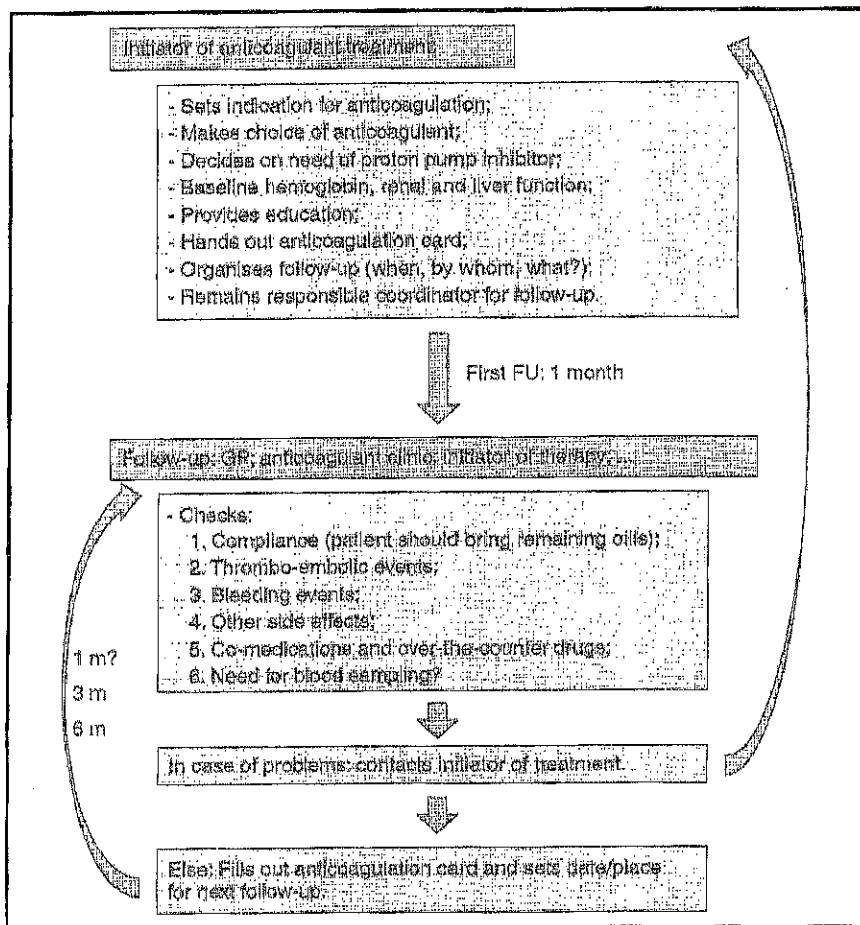 Initiator of anticoagulant treatment
- Sets indication for anticoagulation;
- Makes choice of anticoagulant;
- Decides on need of proton pump inhibitor;
- Baseline hemoglobin, renal and liver function;
- Provides education;
- Hands out anticoagulation card;
- Organises follow-up (when, by whom, what?);
- Remains responsible coordinator for follow-up.
First FU: 1 month
Follow-up: GP; anticoagulant clinic; initiator of therapy; ...
- Checks:
1. Compliance (patient should bring remaining pills);
2. Thrombo-embolic events;
3. Bleeding events;
4. Other side effects;
5. Co-medications and over-the-counter drugs;
6. Need for blood sampling?
1 m?
3 m
6 m
In case of problems: contacts initiator of treatment.
Else: Fills out anticoagulation card and sets date/place
for next follow-up.